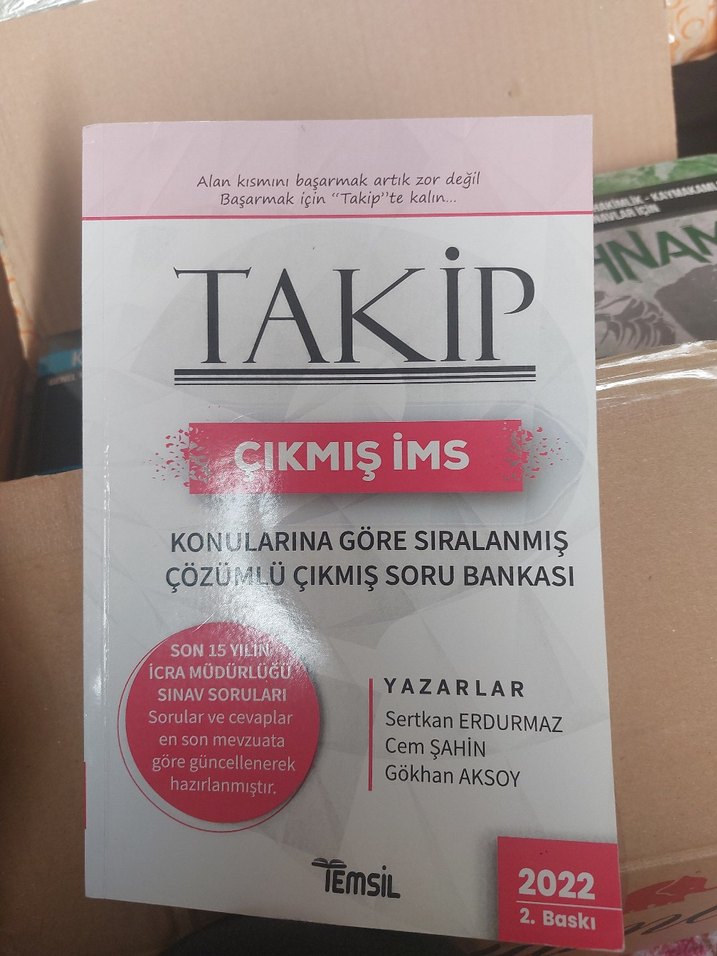 Alan kısmını başarmak artık zor değil
Başarmak için "Takip"te kalın...
TAKİP
ÇIKMIŞ İMS
KONULARINA GÖRE SIRALANMIŞ
ÇÖZÜMLÜ ÇIKMIŞ SORU BANKASI
SON 15 YILIN
İCRA MÜDÜRLÜĞÜ
SINAV SORULARI
Sorular ve cevaplar
en son mevzuata
göre güncellenerek
hazırlanmıştır.
YAZARLAR
Sertkan ERDURMAZ
Cem ŞAHİN
Gökhan AKSOY
TEMSİL
2022
2. Baskı